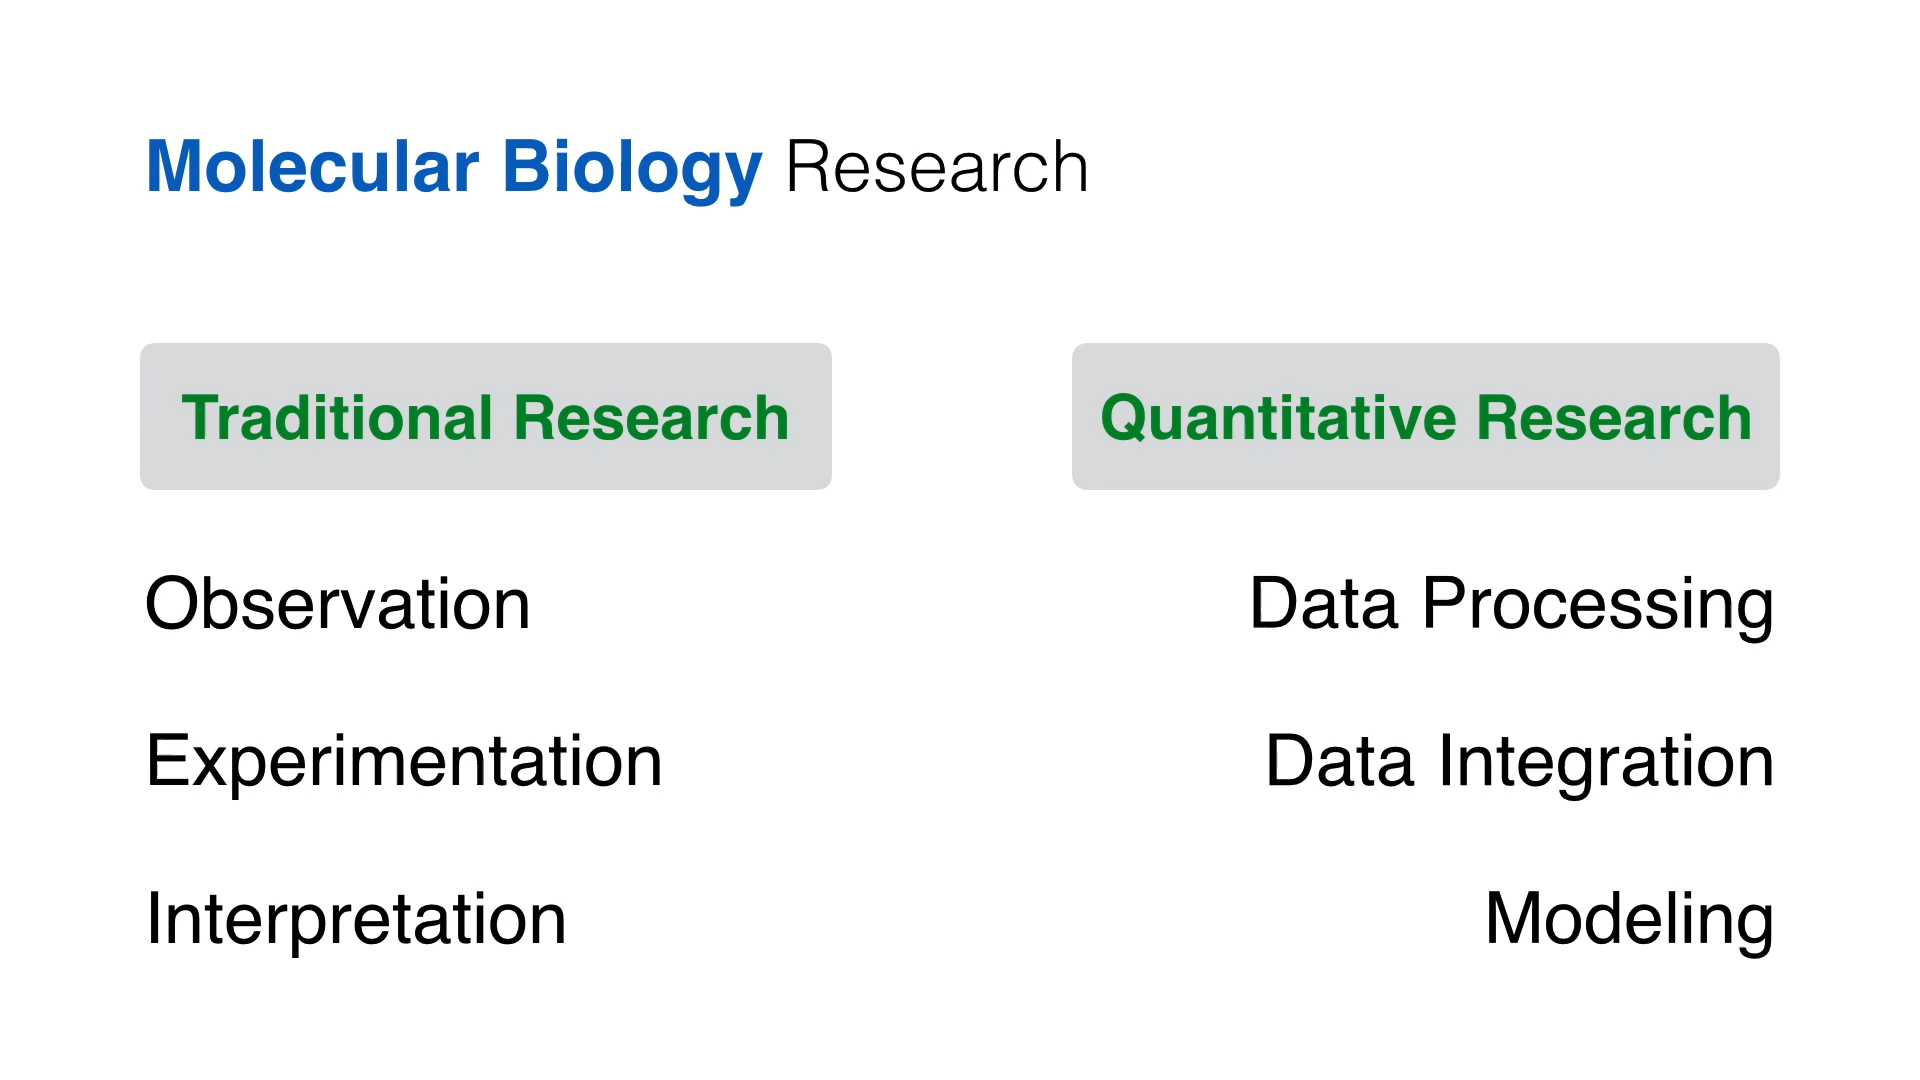 Molecular Biology Research
Traditional Research
Observation
Experimentation
Interpretation
Quantitative Research
Data Processing
Data Integration
Modeling